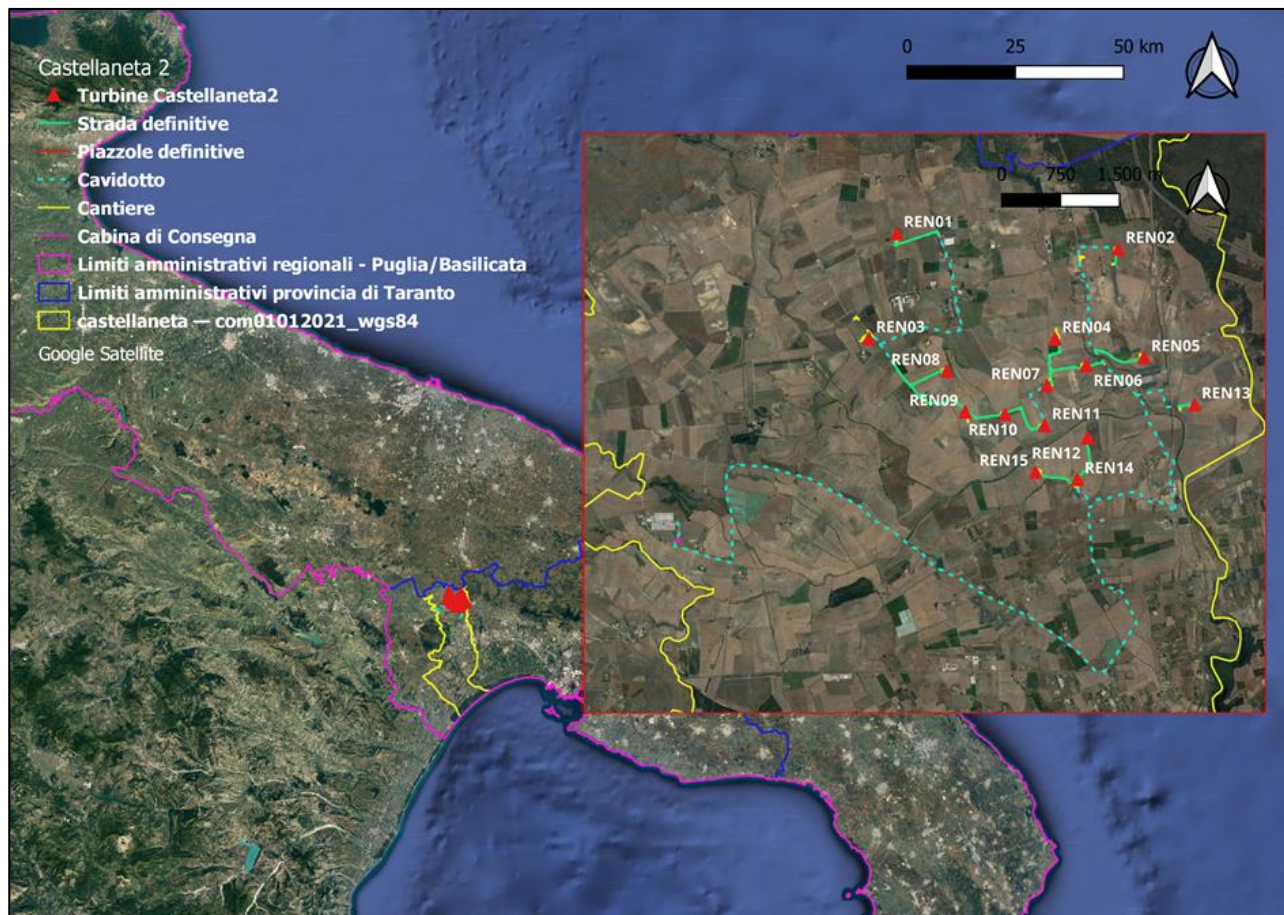 0 25 50 km
Castellaneta 2
Turbine Castellaneta2
Strada definitive
Piazzole definitive
Cavidotto
Cantiere
Cabina di Consegna
Limiti amministrativi regionali - Puglia/Basilicata
Limiti amministrativi provincia di Taranto
castellaneta — com01012021_wgs84
Google Satellite
0 750 1.500 m
REN01
REN02
REN03
REN04
REN05
REN08
REN07
REN06
REN09
REN13
REN10
REN11
REN12
REN15
REN14